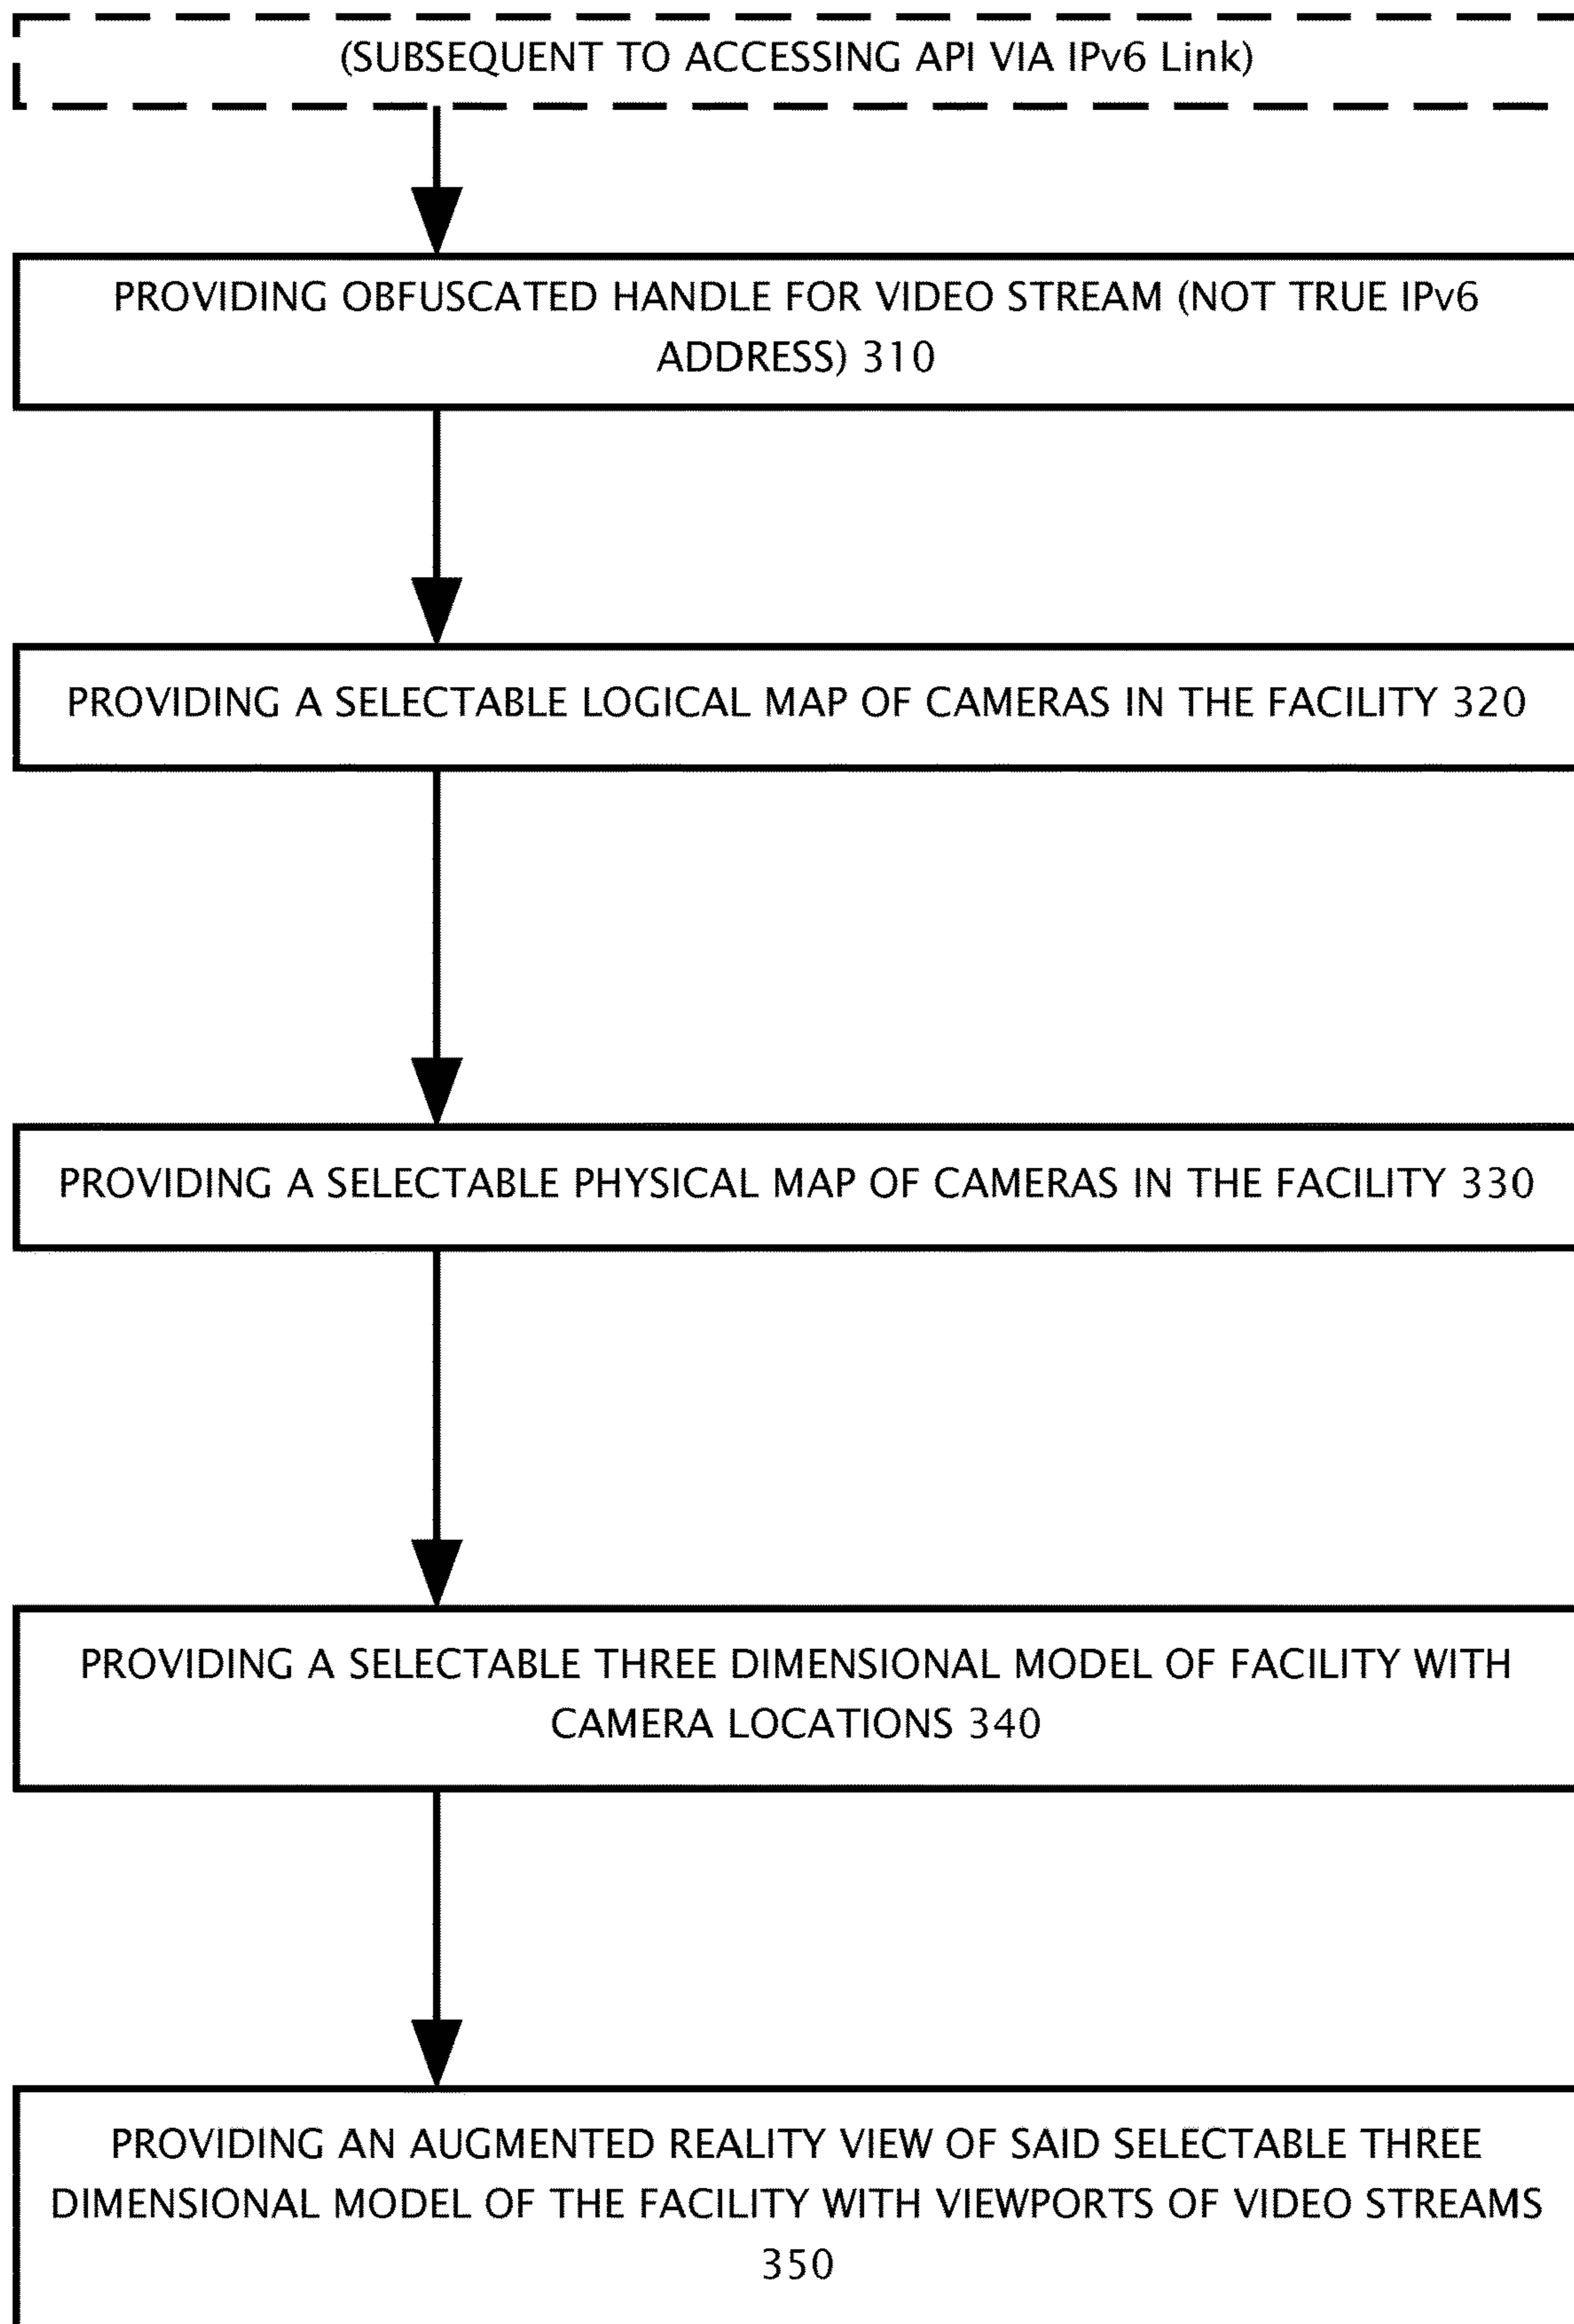 (SUBSEQUENT TO ACCESSING API VIA IPv6 Link)
PROVIDING OBFUSCATED HANDLE FOR VIDEO STREAM (NOT TRUE IPv6
ADDRESS) 310
PROVIDING A SELECTABLE LOGICAL MAP OF CAMERAS IN THE FACILITY 320
PROVIDING A SELECTABLE PHYSICAL MAP OF CAMERAS IN THE FACILITY 330
PROVIDING A SELECTABLE THREE DIMENSIONAL MODEL OF FACILITY WITH
CAMERA LOCATIONS 340
PROVIDING AN AUGMENTED REALITY VIEW OF SAID SELECTABLE THREE
DIMENSIONAL MODEL OF THE FACILITY WITH VIEWPORTS OF VIDEO STREAMS
350